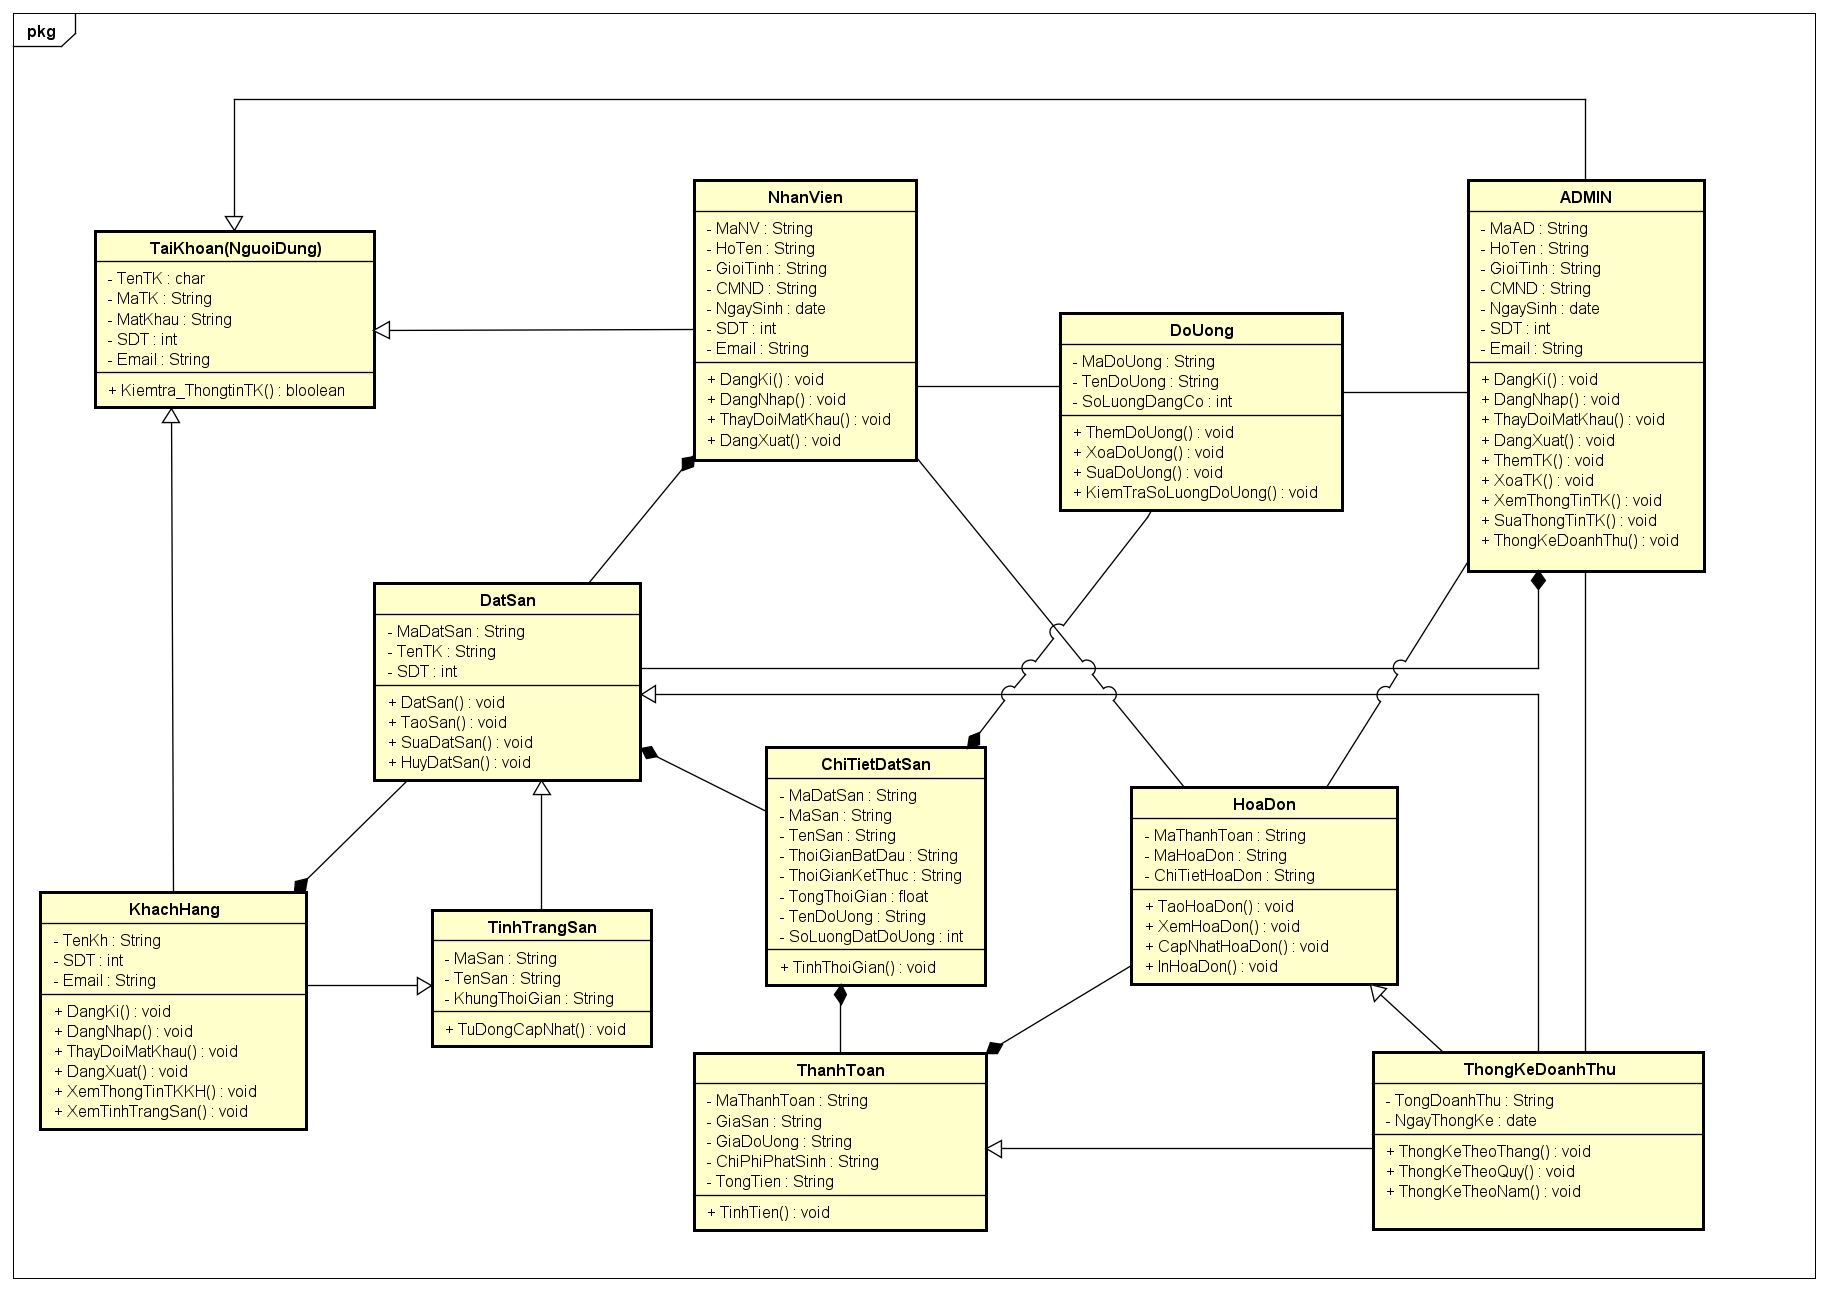 pkg
TaiKhoan(NguoiDung)
- TenTK : char
- MaTK : String
- MatKhau : String
- SDT : int
- Email : String
+ Kiemtra_ThongtinTK() : bloolean
NhanVien
- MaNV : String
- HoTen : String
- GioiTinh : String
- CMND : String
- NgaySinh : date
- SDT : int
- Email : String
+ DangKi() : void
+ DangNhap() : void
+ ThayDoiMatKhau() : void
+ DangXuat() : void
DoUong
- MaDoUong : String
- TenDoUong : String
- SoLuongDangCo : int
+ ThemDoUong() : void
+ XoaDoUong() : void
+ SuaDoUong() : void
+ KiemTraSoLuongDoUong() : void
ADMIN
- MaAD : String
- HoTen : String
- GioiTinh : String
- CMND : String
- NgaySinh : date
- SDT : int
- Email : String
+ DangKi() : void
+ DangNhap() : void
+ ThayDoiMatKhau() : void
+ DangXuat() : void
+ ThemTK() : void
+ XoaTK() : void
+ XemThongTinTK() : void
+ SuaThongTinTK() : void
+ ThongKeDoanhThu() : void
DatSan
- MaDatSan : String
- TenTK : String
- SDT : int
+ DatSan() : void
+ TaoSan() : void
+ SuaDatSan() : void
+ HuyDatSan() : void
ChiTietDatSan
- MaDatSan : String
- MaSan : String
- TenSan : String
- ThoiGianBatDau : String
- ThoiGianKetThuc : String
- TongThoiGian : float
- TenDoUong : String
- SoLuongDatDoUong : int
+ TinhThoiGian() : void
HoaDon
- MaThanhToan : String
- MaHoaDon : String
- ChiTietHoaDon : String
+ TaoHoaDon() : void
+ XemHoaDon() : void
+ CapNhatHoaDon() : void
+ InHoaDon() : void
KhachHang
- TenKh : String
- SDT : int
- Email : String
+ DangKi() : void
+ DangNhap() : void
+ ThayDoiMatKhau() : void
+ DangXuat() : void
+ XemThongTinTKKH() : void
+ XemTinhTrangSan() : void
TinhTrangSan
- MaSan : String
- TenSan : String
- KhungThoiGian : String
+ TuDongCapNhat() : void
ThanhToan
- MaThanhToan : String
- GiaSan : String
- GiaDoUong : String
- ChiPhiPhatSinh : String
- TongTien : String
+ TinhTien() : void
ThongKeDoanhThu
- TongDoanhThu : String
- NgayThongKe : date
+ ThongKeTheoThang() : void
+ ThongKeTheoQuy() : void
+ ThongKeTheoNam() : void